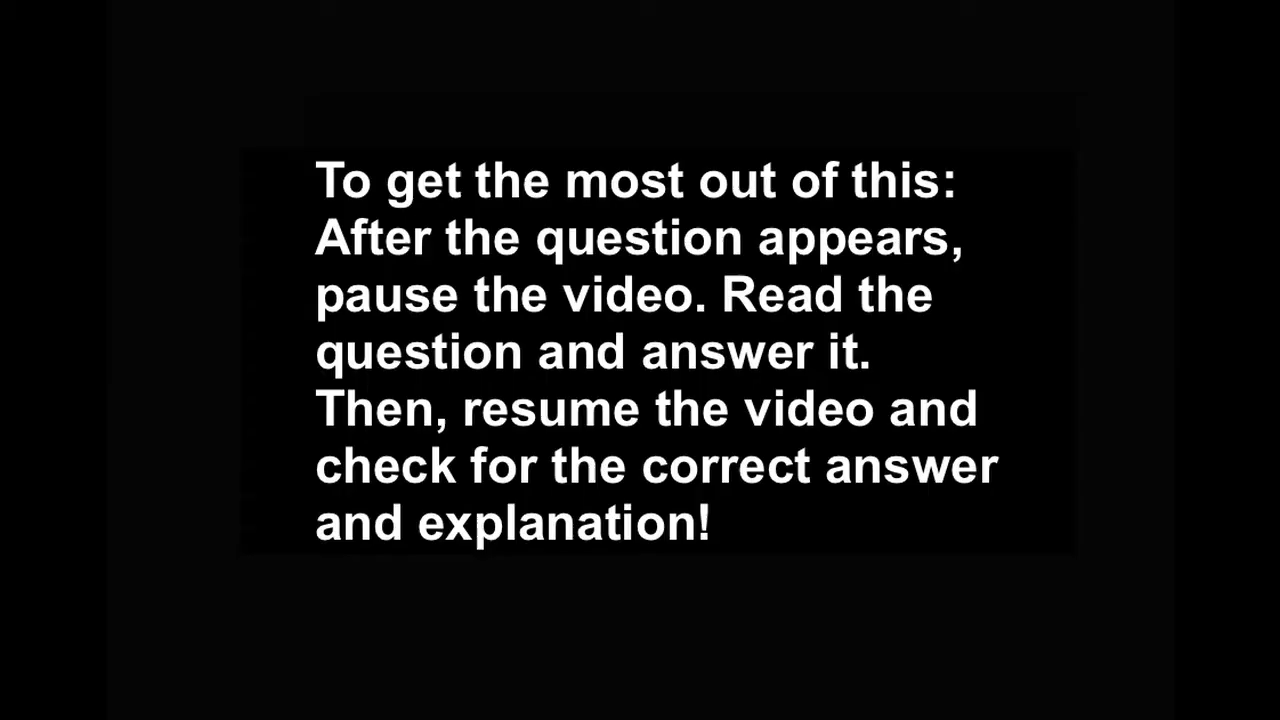 To get the most out of this:
After the question appears,
pause the video. Read the
question and answer it.
Then, resume the video and
check for the correct answer
and explanation!